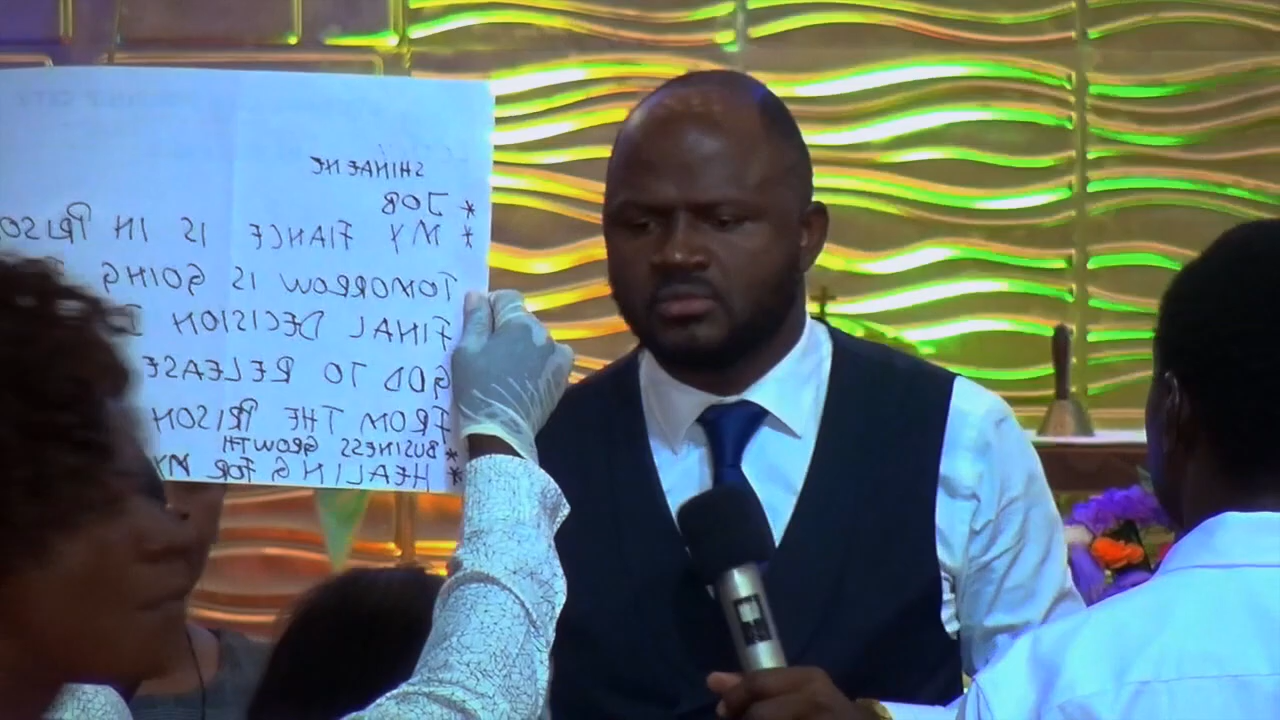 * JOB
* MY FIANCE IS IN PRISO
TOMORROW IS GOING
FINAL DECISION
GOD TO RELEASE
FROM THE PRISON
* BUSINESS GROWTH
* HEALING FOR MY